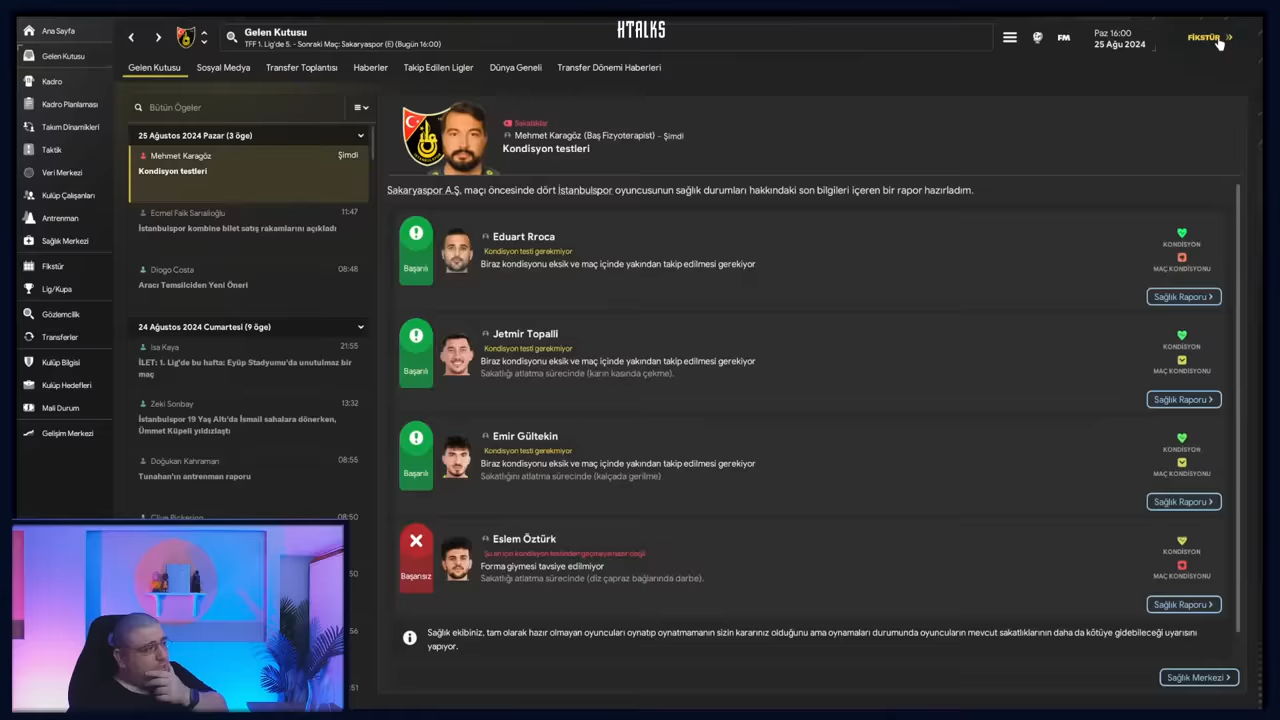 HTALKS
Ana Sayfa
Gelen Kutusu
Kadro
Kadro Planlaması
Takım Dinamikleri
Taktik
Veri Merkezi
Kulüp Çalışanları
Antrenman
Sağlık Merkezi
Fikstür
Lig/Kupa
Gözlemcilik
Transferler
Kulüp Bilgisi
Kulüp Hedefleri
Mali Durum
Gelişim Merkezi
Gelen Kutusu
TFF 1. Lig'de 5. - Sonraki Maç: Sakaryaspor (E) (Bugün 16:00)
FM
Paz 16:00
25 Ağu 2024
FİKSTÜR
Gelen Kutusu
Sosyal Medya
Transfer Toplantısı
Haberler
Takip Edilen Ligler
Dünya Geneli
Transfer Dönemi Haberleri
Bütün Ögeler
25 Ağustos 2024 Pazar (3 öge)
Mehmet Karagöz
Şimdi
Kondisyon testleri
Ecmel Faik Sarıalioğlu
11:47
İstanbulspor kombine bilet satış rakamlarını açıkladı
Diogo Costa
08:48
Aracı Temsilciden Yeni Öneri
24 Ağustos 2024 Cumartesi (9 öge)
İsa Kaya
21:55
İLET: 1. Lig'de bu hafta: Eyüp Stadyumu'da unutulmaz bir
maç
Zeki Sonbay
13:32
İstanbulspor 19 Yaş Altı'da İsmail sahalara dönerken,
Ümmet Küpeli yıldızlaştı
Doğukan Kahraman
08:55
Tunahan'ın antrenman raporu
Clive Pickering
08:50
Sakatlıklar
Mehmet Karagöz (Baş Fizyoterapist) - Şimdi
Kondisyon testleri
Sakaryaspor A.Ş. maçı öncesinde dört İstanbulspor oyuncusunun sağlık durumları hakkındaki son bilgileri içeren bir rapor hazırladım.
Başarılı
Eduart Rroca
Kondisyon testi gerekmiyor
Biraz kondisyonu eksik ve maç içinde yakından takip edilmesi gerekiyor
KONDİSYON
MAÇ KONDİSYONU
Sağlık Raporu >
Başarılı
Jetmir Topalli
Kondisyon testi gerekmiyor
Biraz kondisyonu eksik ve maç içinde yakından takip edilmesi gerekiyor
Sakatlığı atlatma sürecinde (karın kasında çekme).
KONDİSYON
MAÇ KONDİSYONU
Sağlık Raporu >
Başarılı
Emir Gültekin
Kondisyon testi gerekmiyor
Biraz kondisyonu eksik ve maç içinde yakından takip edilmesi gerekiyor
Sakatlığını atlatma sürecinde (kalçada gerilme)
KONDİSYON
MAÇ KONDİSYONU
Sağlık Raporu >
Başarısız
Eslem Öztürk
Şu an için kondisyon testinden geçmeye hazır değil
Forma giymesi tavsiye edilmiyor
Sakatlığı atlatma sürecinde (diz çapraz bağlarında darbe).
KONDİSYON
MAÇ KONDİSYONU
Sağlık Raporu >
Sağlık ekibiniz, tam olarak hazır olmayan oyuncuları oynatıp oynatmamanın sizin kararınız olduğunu ama oynamaları durumunda oyuncuların mevcut sakatlıklarının daha da kötüye gidebileceği uyarısını
yapıyor.
Sağlık Merkezi >